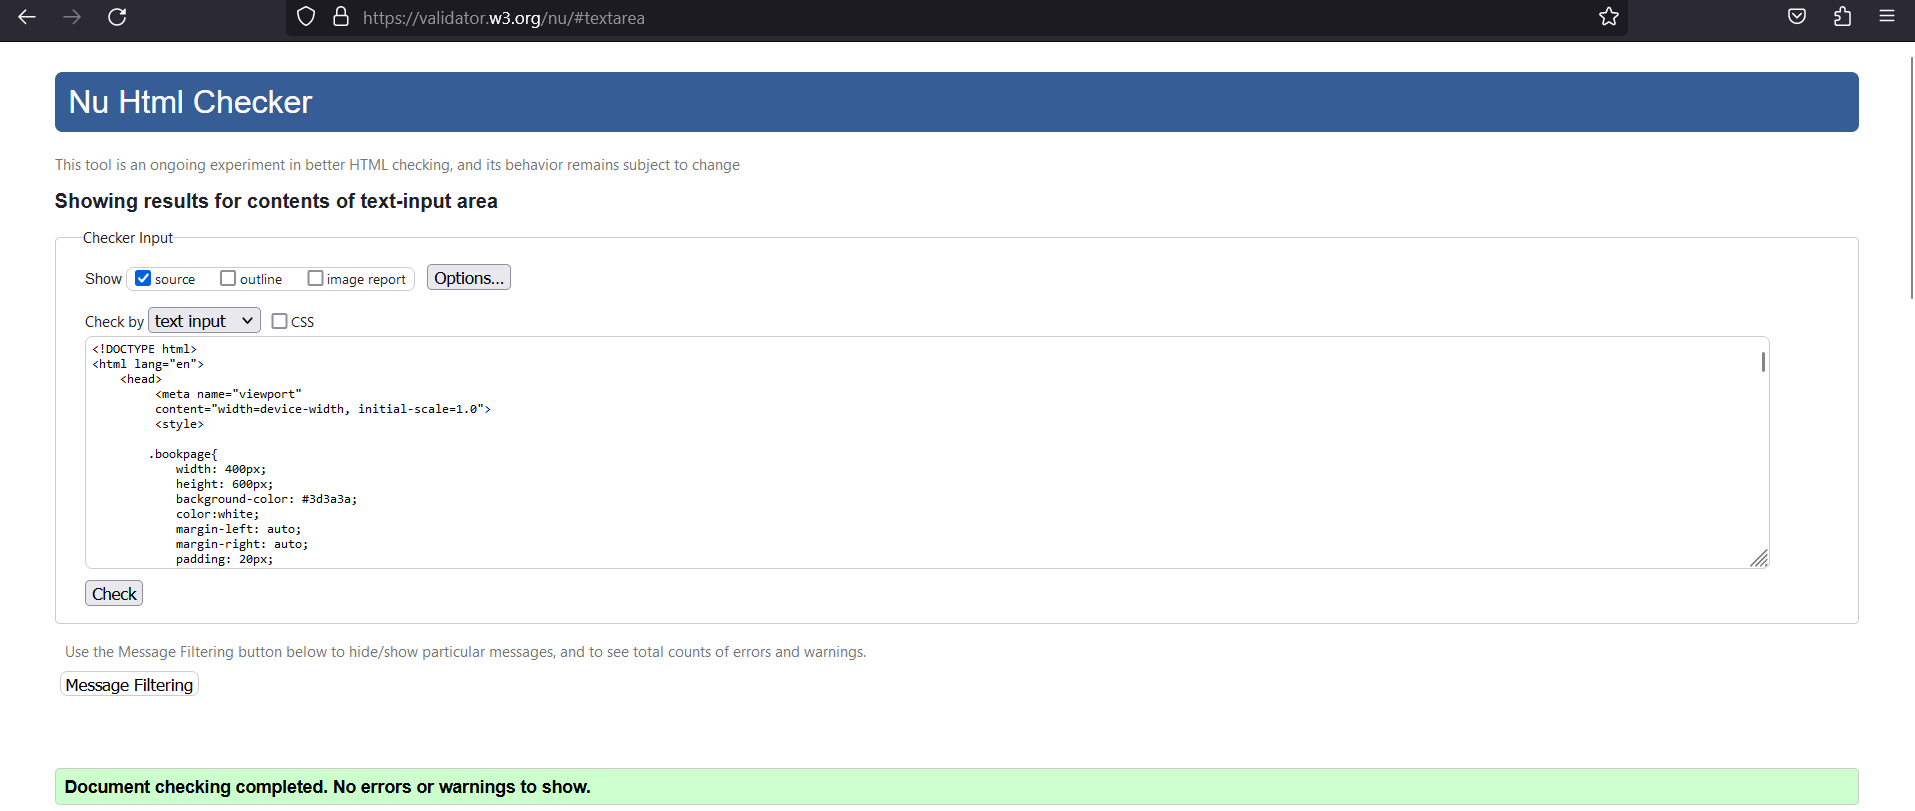 https://validator.w3.org/nu/#textarea
Nu Html Checker
This tool is an ongoing experiment in better HTML checking, and its behavior remains subject to change
Showing results for contents of text-input area
Checker Input
Show source outline image report Options...
Check by text input CSS
<!DOCTYPE html>
<html lang="en">
<head>
<meta name="viewport"
content="width=device-width, initial-scale=1.0">
<style>
.bookpage{
width: 400px;
height: 600px;
background-color: #3d3a3a;
color:white;
margin-left: auto;
margin-right: auto;
padding: 20px;
Check
Use the Message Filtering button below to hide/show particular messages, and to see total counts of errors and warnings.
Message Filtering
Document checking completed. No errors or warnings to show.